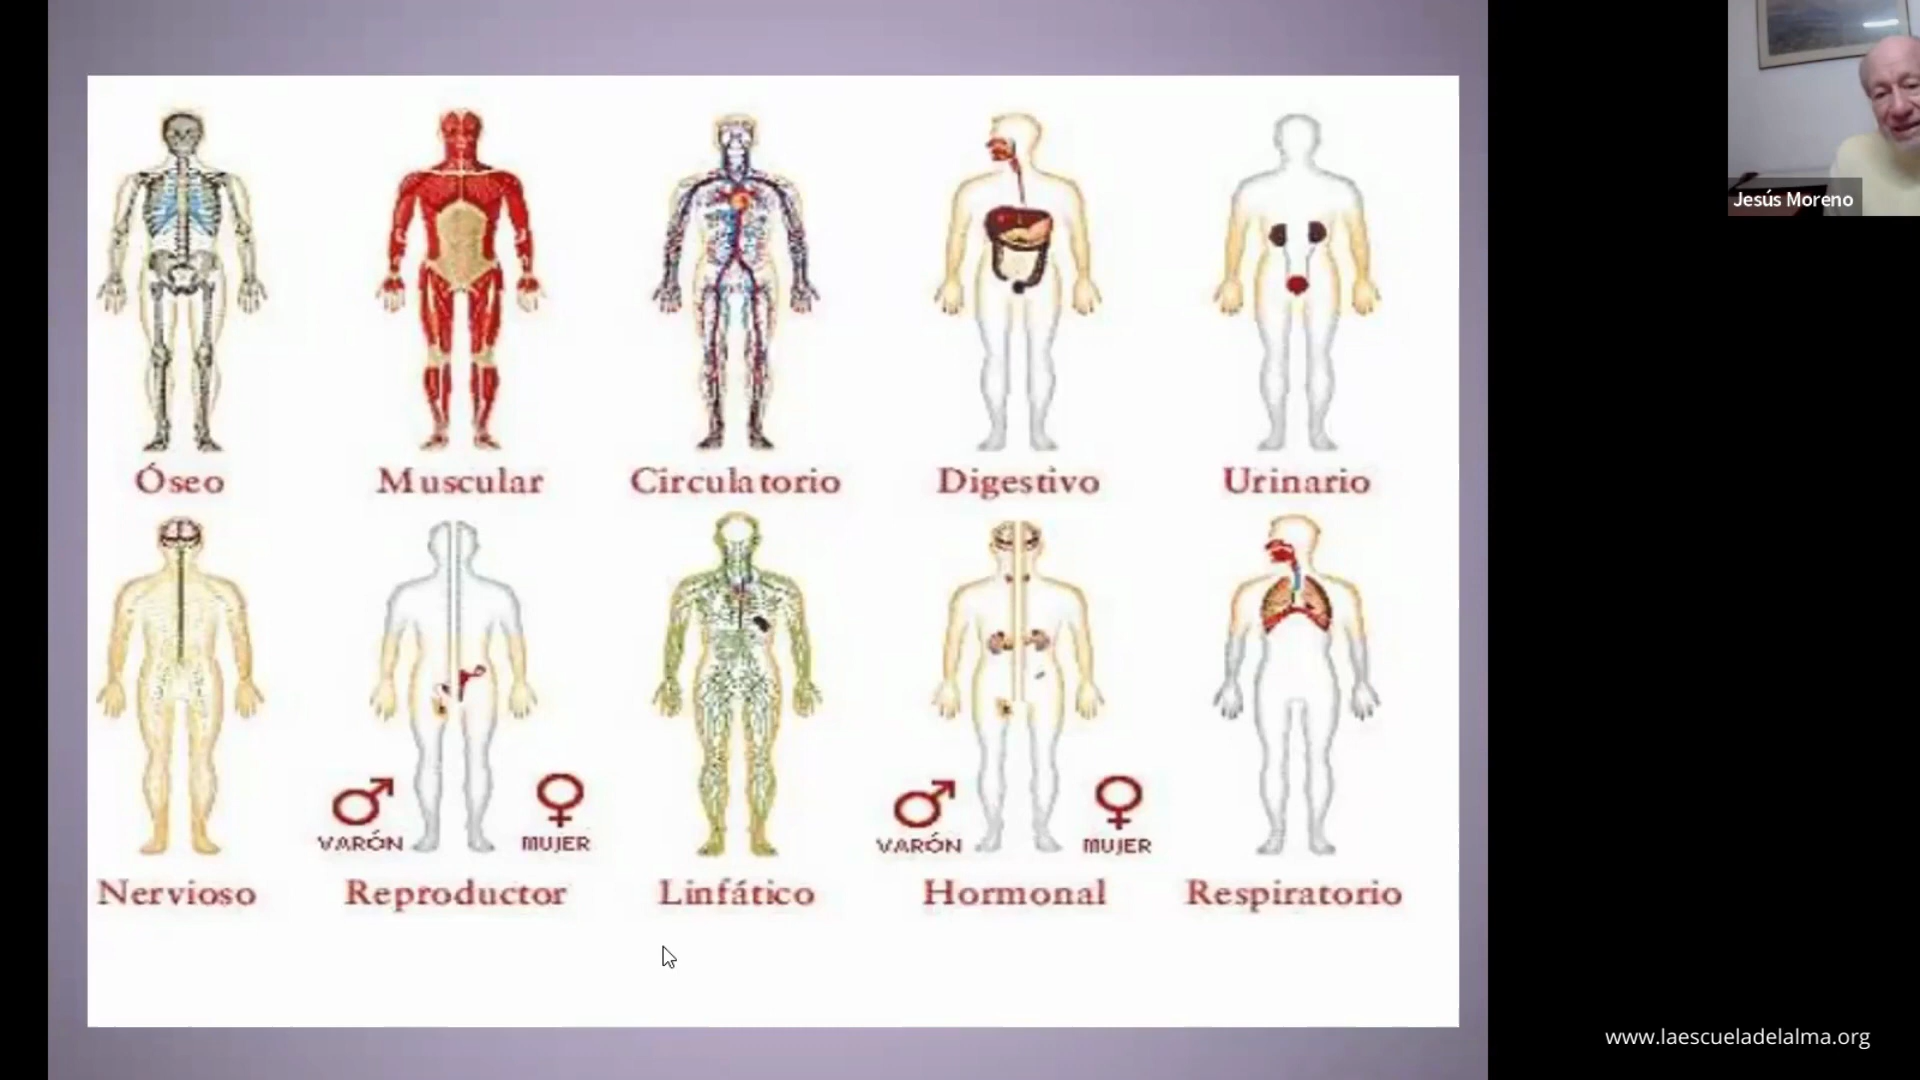 Jesús Moreno
Óseo
Muscular
Circulatorio
Digestivo
Urinario
VARÓN
MUJER
VARÓN
MUJER
Nervioso
Reproductor
Linfático
Hormonal
Respiratorio
www.laescueladelalma.org